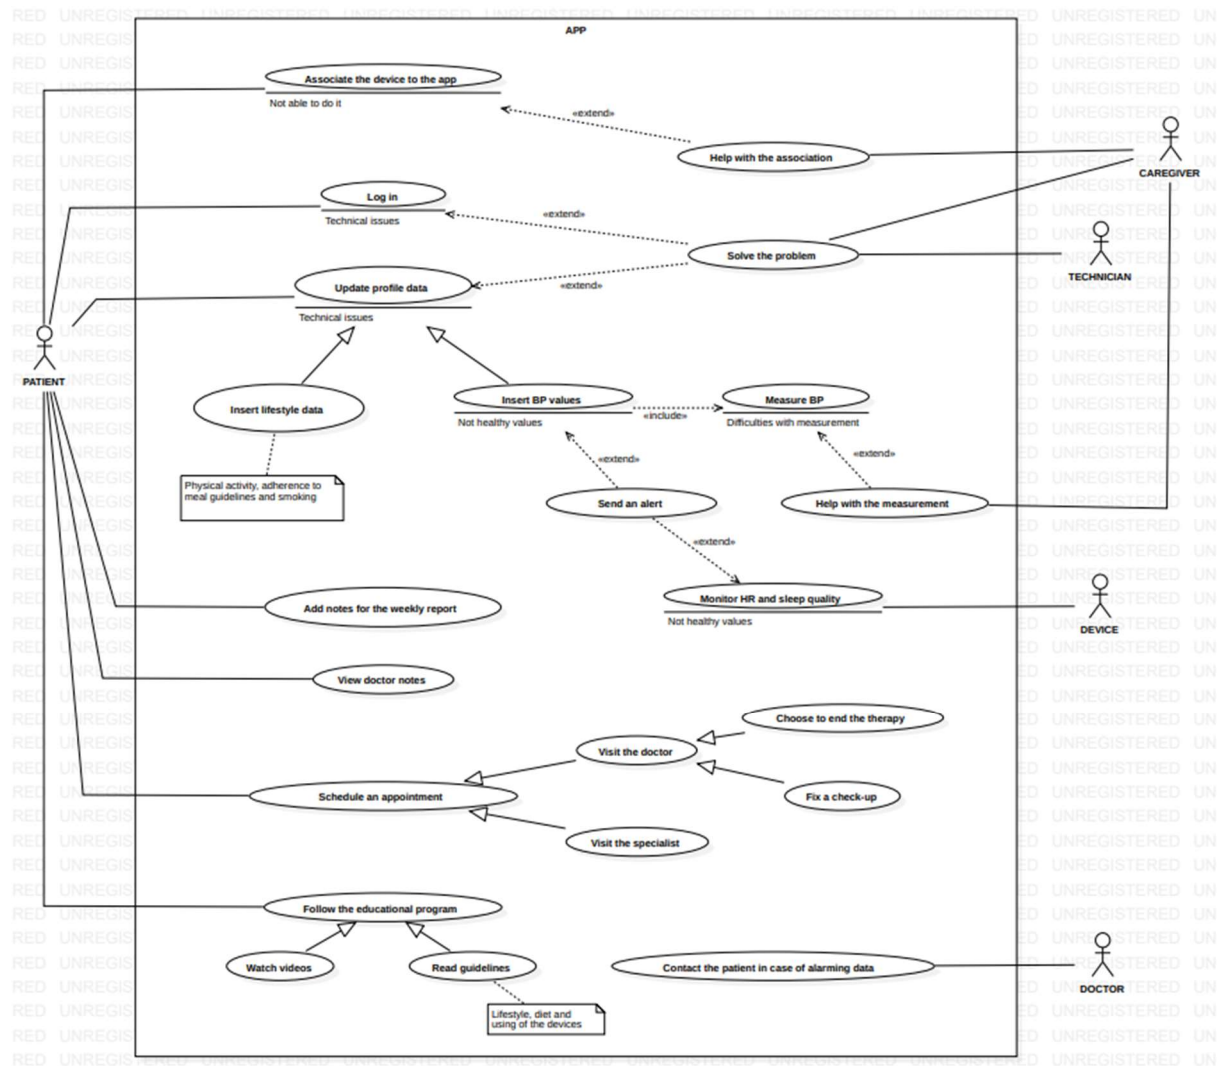 APP
Associate the device to the app
Not able to do it
«extend»
Help with the association
CAREGIVER
Log in
Technical issues
«extend»
Solve the problem
TECHNICIAN
Update profile data
«extend»
Technical issues
PATIENT
Insert lifestyle data
Insert BP values
Not healthy values
«include»
Measure BP
Difficulties with measurement
«extend»
«extend»
Physical activity, adherence to
meal guidelines and smoking
Send an alert
Help with the measurement
«extend»
Monitor HR and sleep quality
Not healthy values
DEVICE
Add notes for the weekly report
View doctor notes
Choose to end the therapy
Visit the doctor
Schedule an appointment
Fix a check-up
Visit the specialist
Follow the educational program
Watch videos
Read guidelines
Contact the patient in case of alarming data
DOCTOR
Lifestyle, diet and
using of the devices